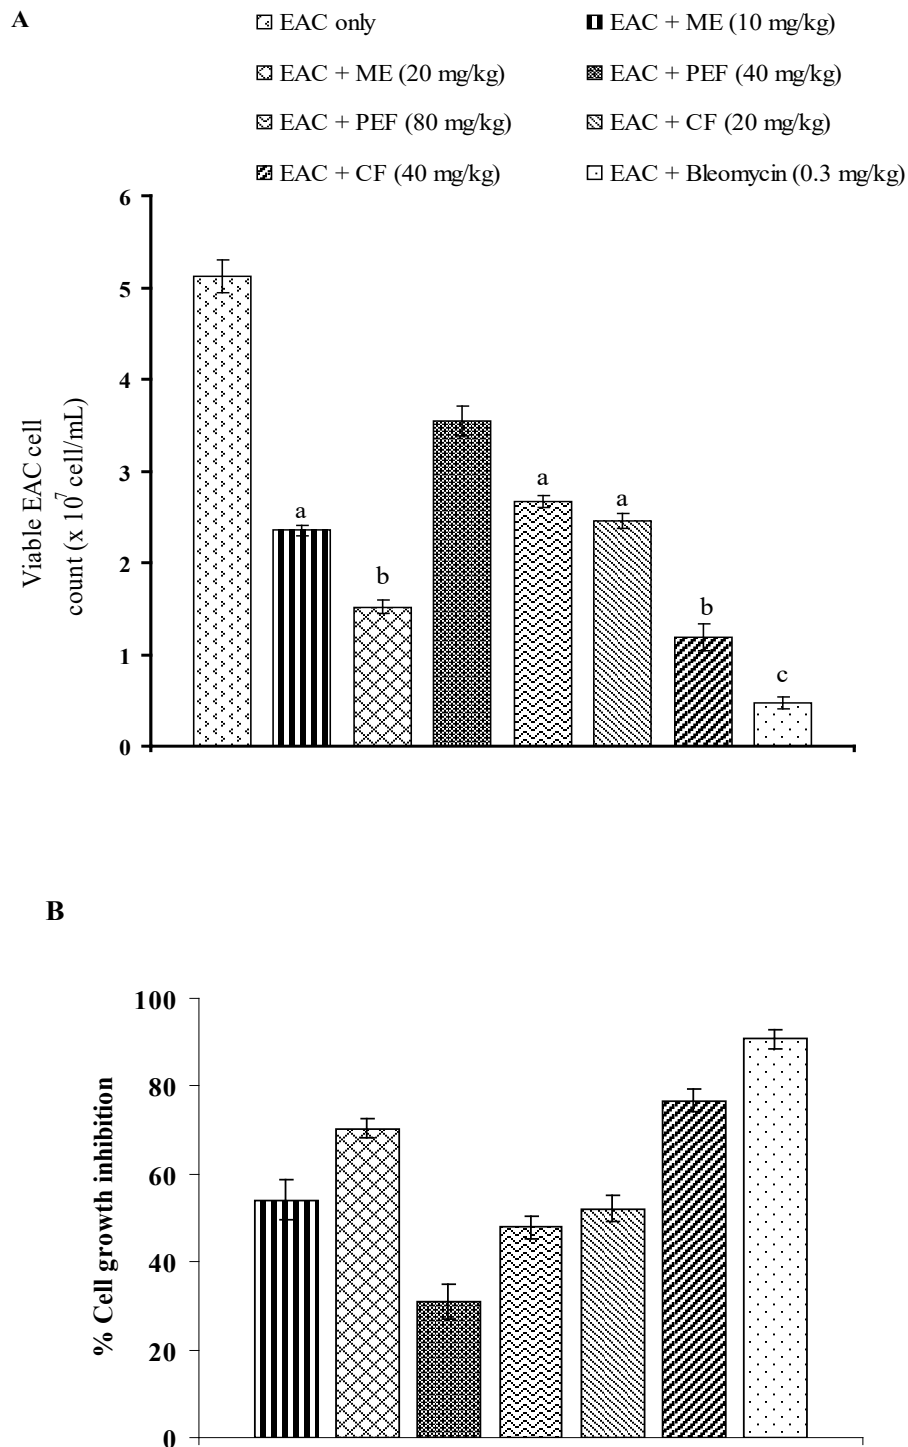 A
EAC only
EAC + ME (10 mg/kg)
EAC + ME (20 mg/kg)
EAC + PEF (40 mg/kg)
EAC + PEF (80 mg/kg)
EAC + CF (20 mg/kg)
EAC + CF (40 mg/kg)
EAC + Bleomycin (0.3 mg/kg)
Viable EAC cell
count (x 10⁷ cell/mL)
6
5
4
3
2
1
0
a
b
a
a
b
c
B
% Cell growth inhibition
100
80
60
40
20
0